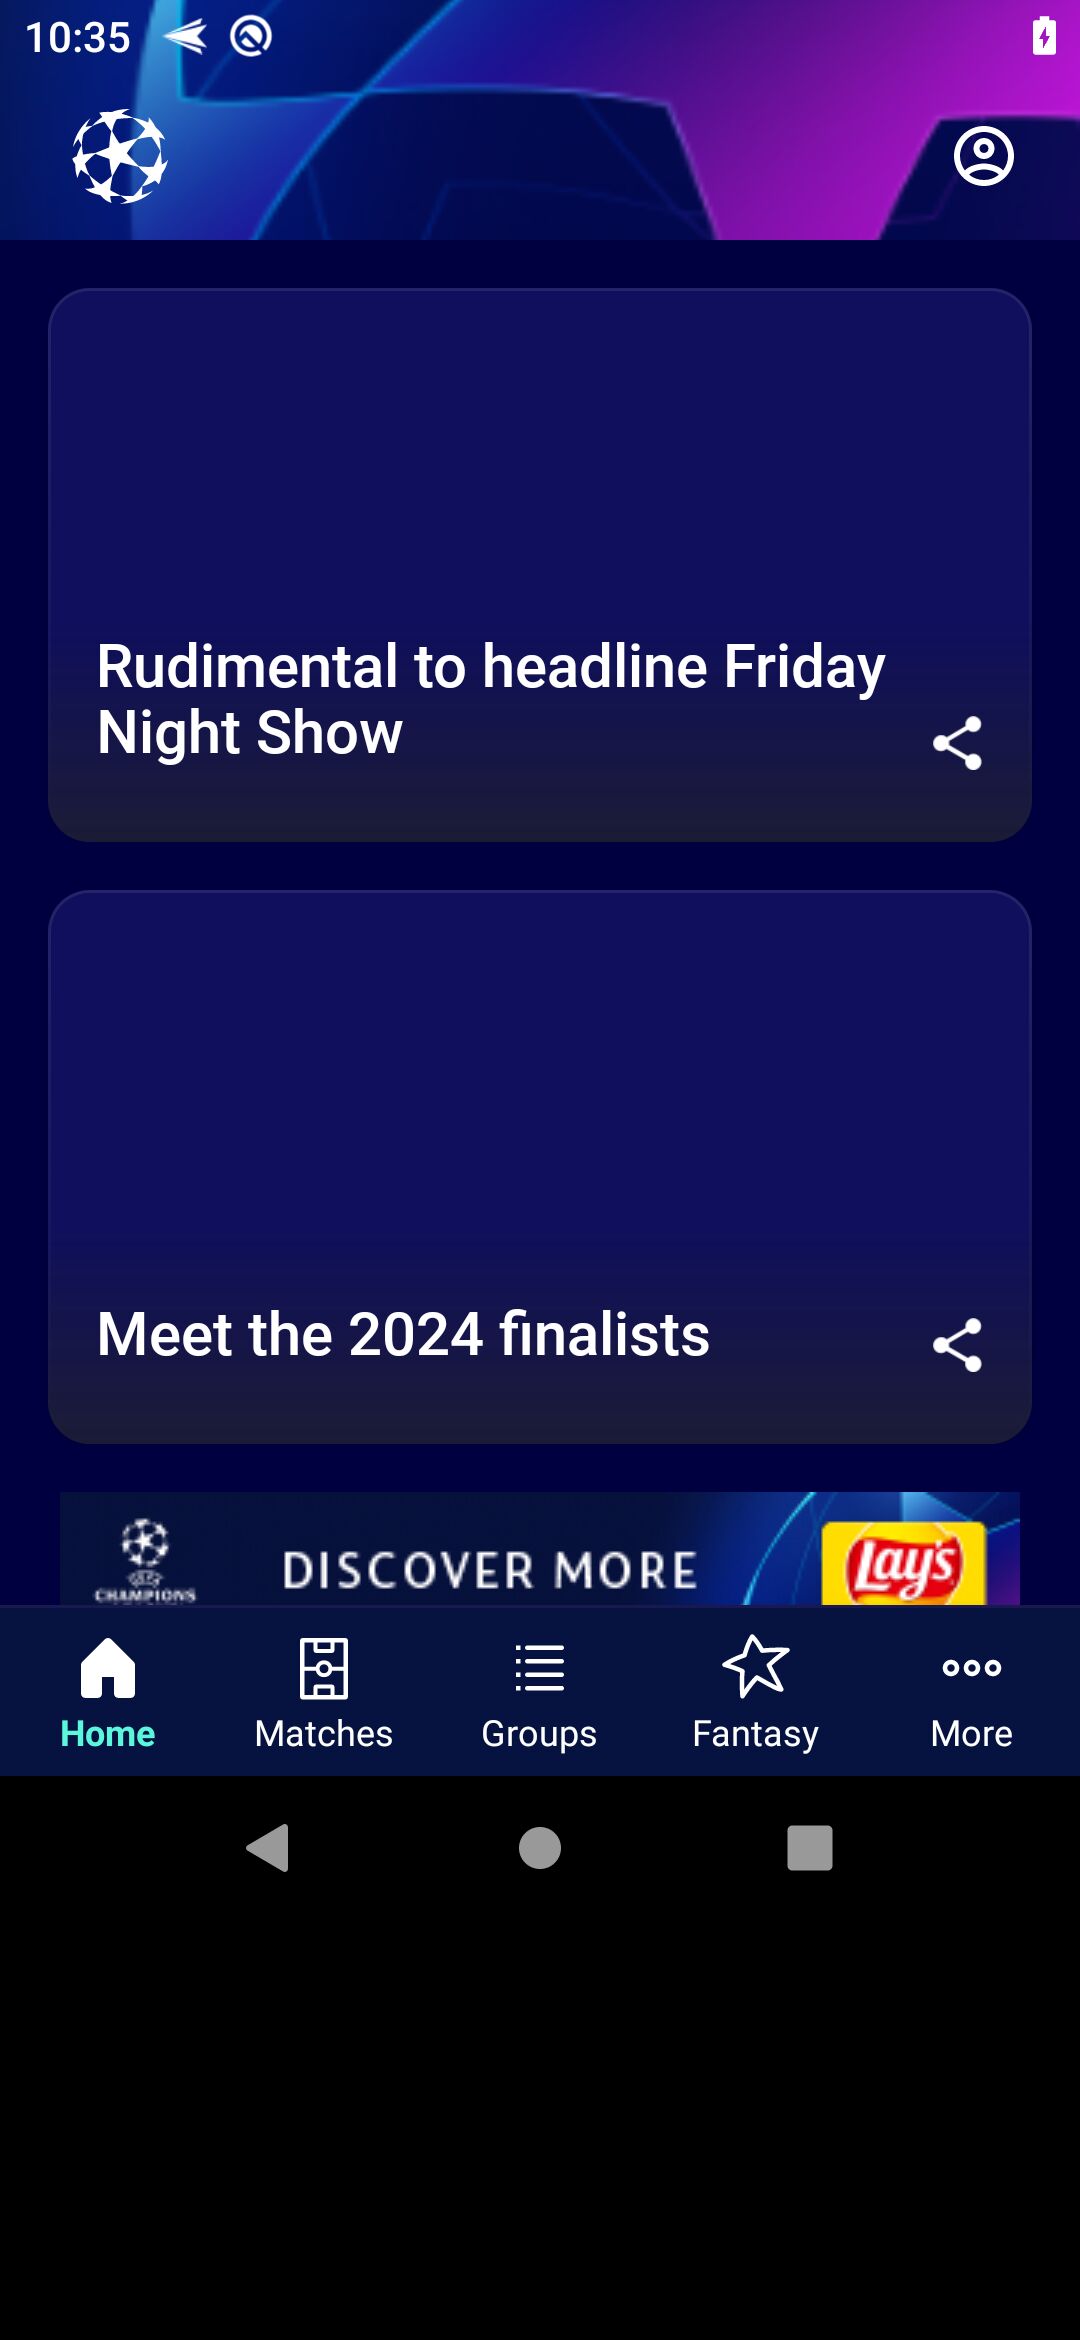 10:35
Rudimental to headline Friday
Night Show
Meet the 2024 finalists
CHAMPIONS
DISCOVER MORE
Lay's
Home
Matches
Groups
Fantasy
More